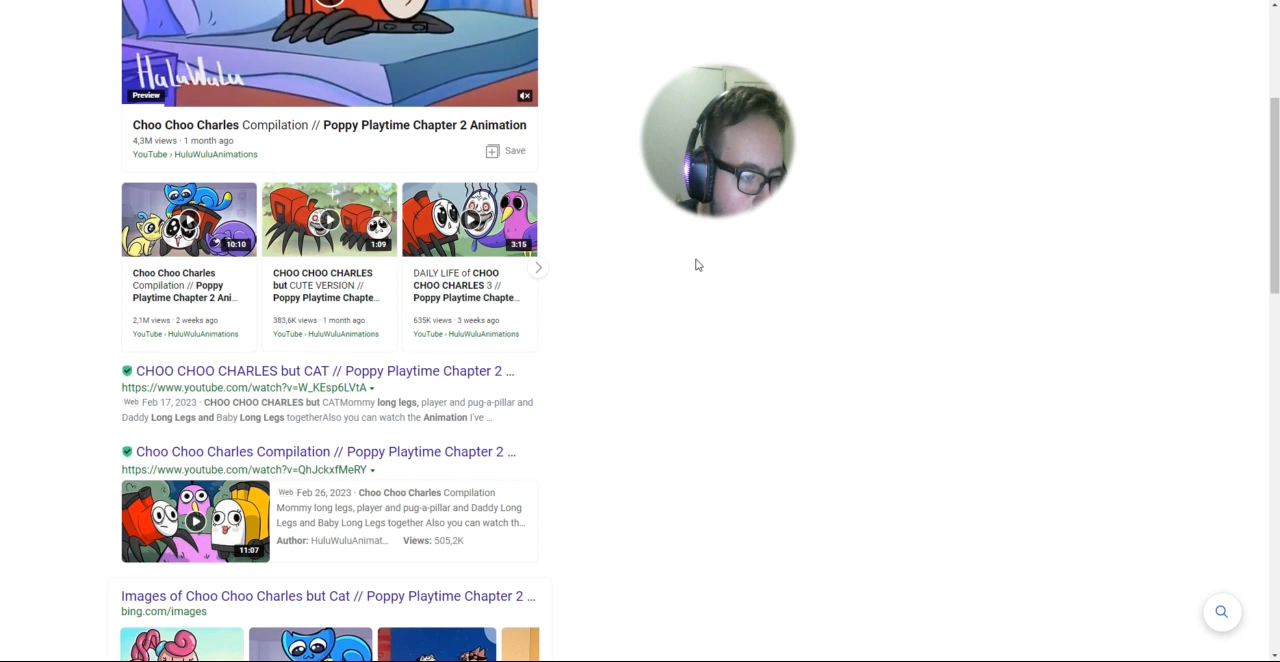 HuLuWuLu
Preview
Choo Choo Charles Compilation // Poppy Playtime Chapter 2 Animation
4,3M views · 1 month ago
YouTube › HuluWuluAnimations
Save
10:10
1:09
3:15
Choo Choo Charles
Compilation // Poppy
Playtime Chapter 2 Ani...
2,1M views · 2 weeks ago
YouTube › HuluWuluAnimations
CHOO CHOO CHARLES
but CUTE VERSION //
Poppy Playtime Chapte...
383,6K views · 1 month ago
YouTube › HuluWuluAnimations
DAILY LIFE of CHOO
CHOO CHARLES 3 //
Poppy Playtime Chapte...
635K views · 3 weeks ago
YouTube › HuluWuluAnimations
CHOO CHOO CHARLES but CAT // Poppy Playtime Chapter 2 ...
https://www.youtube.com/watch?v=W_KEsp6LVtA
Web Feb 17, 2023 · CHOO CHOO CHARLES but CATMommy long legs, player and pug-a-pillar and
Daddy Long Legs and Baby Long Legs togetherAlso you can watch the Animation I've ...
Choo Choo Charles Compilation // Poppy Playtime Chapter 2 ...
https://www.youtube.com/watch?v=QhJckxfMeRY
11:07
Web Feb 26, 2023 · Choo Choo Charles Compilation
Mommy long legs, player and pug-a-pillar and Daddy Long
Legs and Baby Long Legs together Also you can watch th...
Author: HuluWuluAnimat... Views: 505,2K
Images of Choo Choo Charles but Cat // Poppy Playtime Chapter 2 ...
bing.com/images